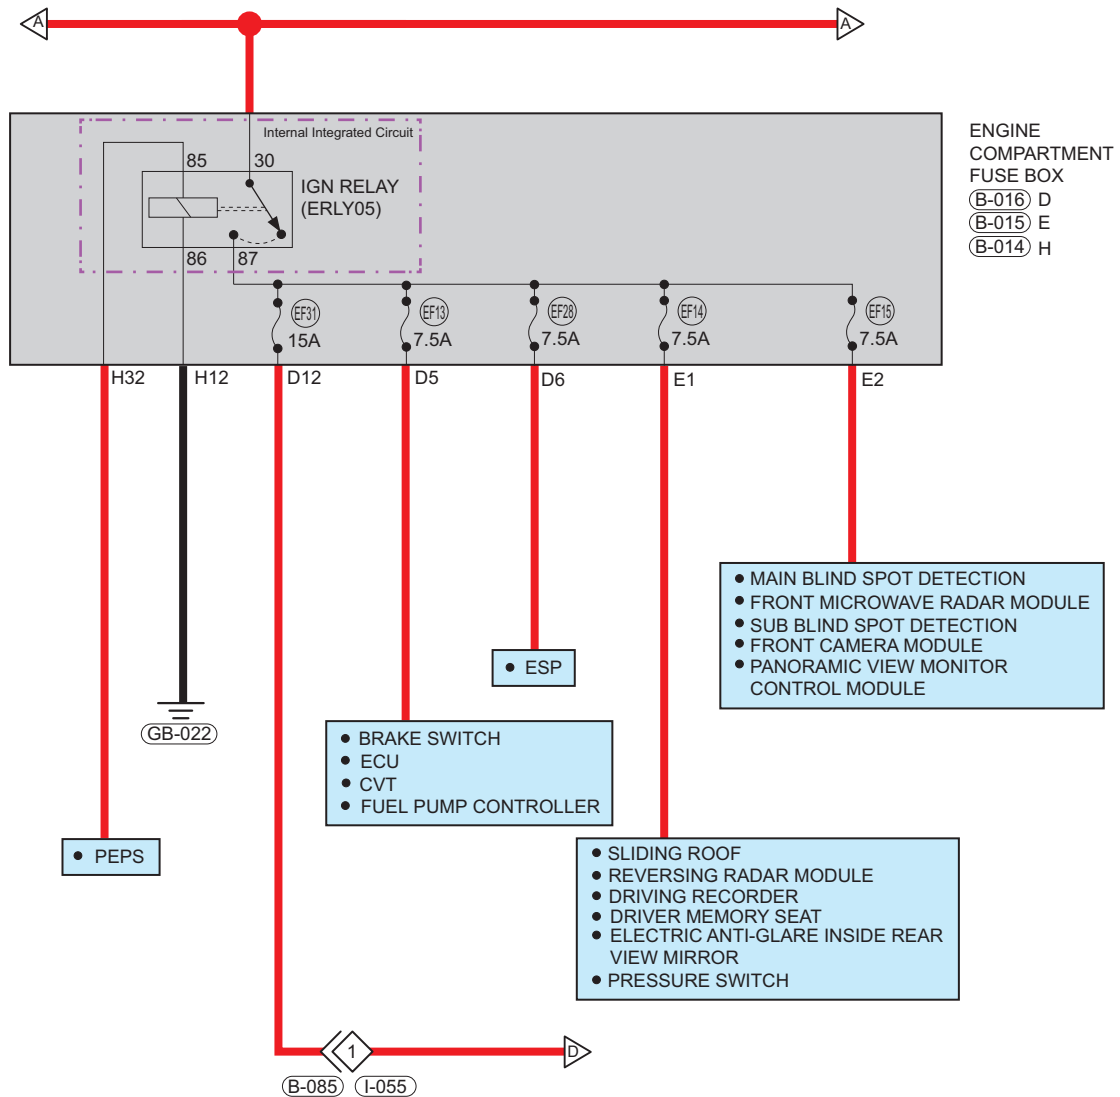 A
A
Internal Integrated Circuit
85
30
IGN RELAY
(ERLY05)
86
87
ENGINE
COMPARTMENT
FUSE BOX
B-016 D
B-015 E
B-014 H
EF31
15A
EF13
7.5A
EF28
7.5A
EF14
7.5A
EF15
7.5A
H32
H12
D12
D5
D6
E1
E2
• MAIN BLIND SPOT DETECTION
• FRONT MICROWAVE RADAR MODULE
• SUB BLIND SPOT DETECTION
• FRONT CAMERA MODULE
• PANORAMIC VIEW MONITOR
CONTROL MODULE
• ESP
GB-022
• BRAKE SWITCH
• ECU
• CVT
• FUEL PUMP CONTROLLER
• PEPS
• SLIDING ROOF
• REVERSING RADAR MODULE
• DRIVING RECORDER
• DRIVER MEMORY SEAT
• ELECTRIC ANTI-GLARE INSIDE REAR
VIEW MIRROR
• PRESSURE SWITCH
1
D
B-085
I-055